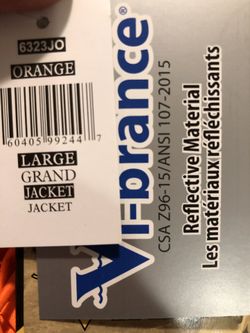 6323JO
ORANGE
60405 99244 7
LARGE
GRAND
JACKET
JACKET
Vi-brance®
CSA Z96-15/ANSI 107-2015
Reflective Material
Les matériaux réfléchissants